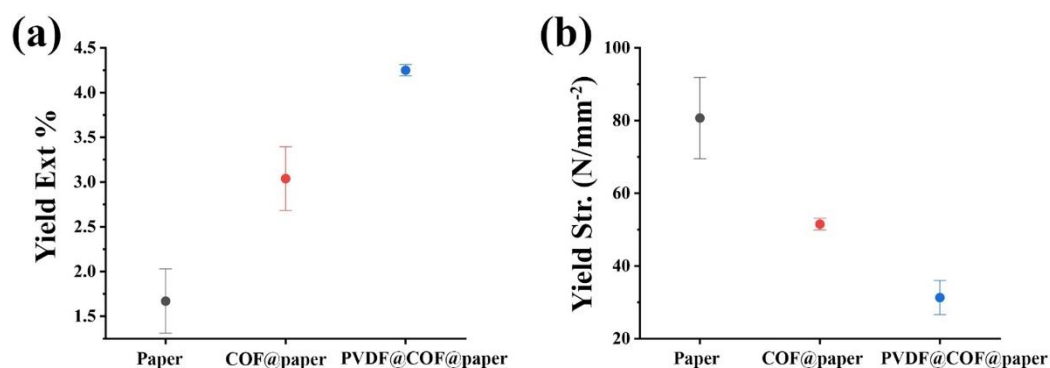 (a)
Yield Ext %
4.5
4.0
3.5
3.0
2.5
2.0
1.5
Paper
COF@paper
PVDF@COF@paper
(b)
Yield Str. (N/mm⁻²)
100
80
60
40
20
Paper
COF@paper
PVDF@COF@paper